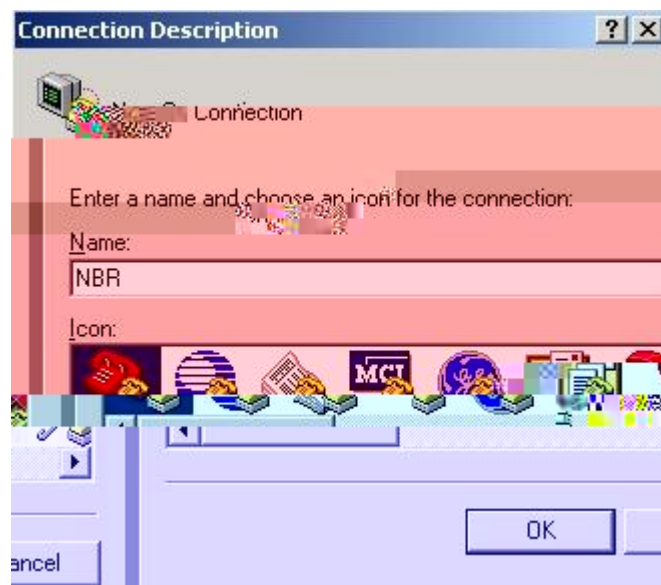 Connection Description
Connection
Enter a name and choose an icon for the connection:
Name:
NBR
Icon:
MCI
OK
ancel